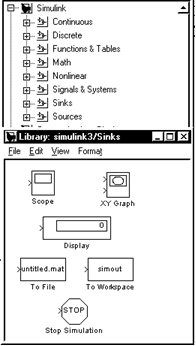 Simulink
Continuous
Discrete
Functions & Tables
Math
Nonlinear
Signals & Systems
Sinks
Sources
Library: simulink3/Sinks
File Edit View Format
Scope
XY Graph
0
Display
untitled.mat
simout
To File
To Workspace
STOP
Stop Simulation